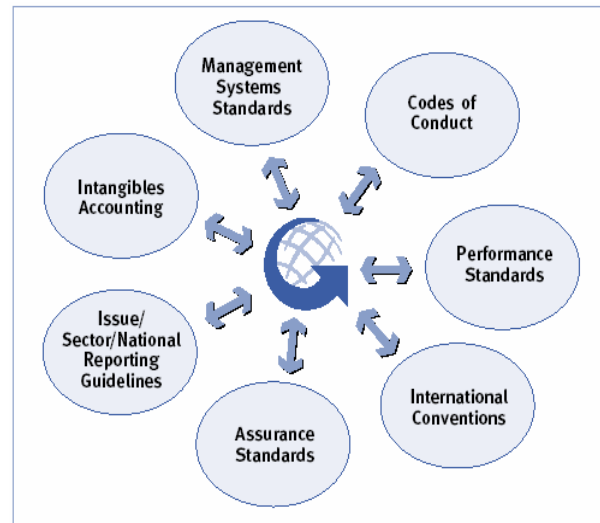 Management
Systems
Standards
Codes of
Conduct
Performance
Standards
International
Conventions
Assurance
Standards
Issue/
Sector/National
Reporting
Guidelines
Intangibles
Accounting